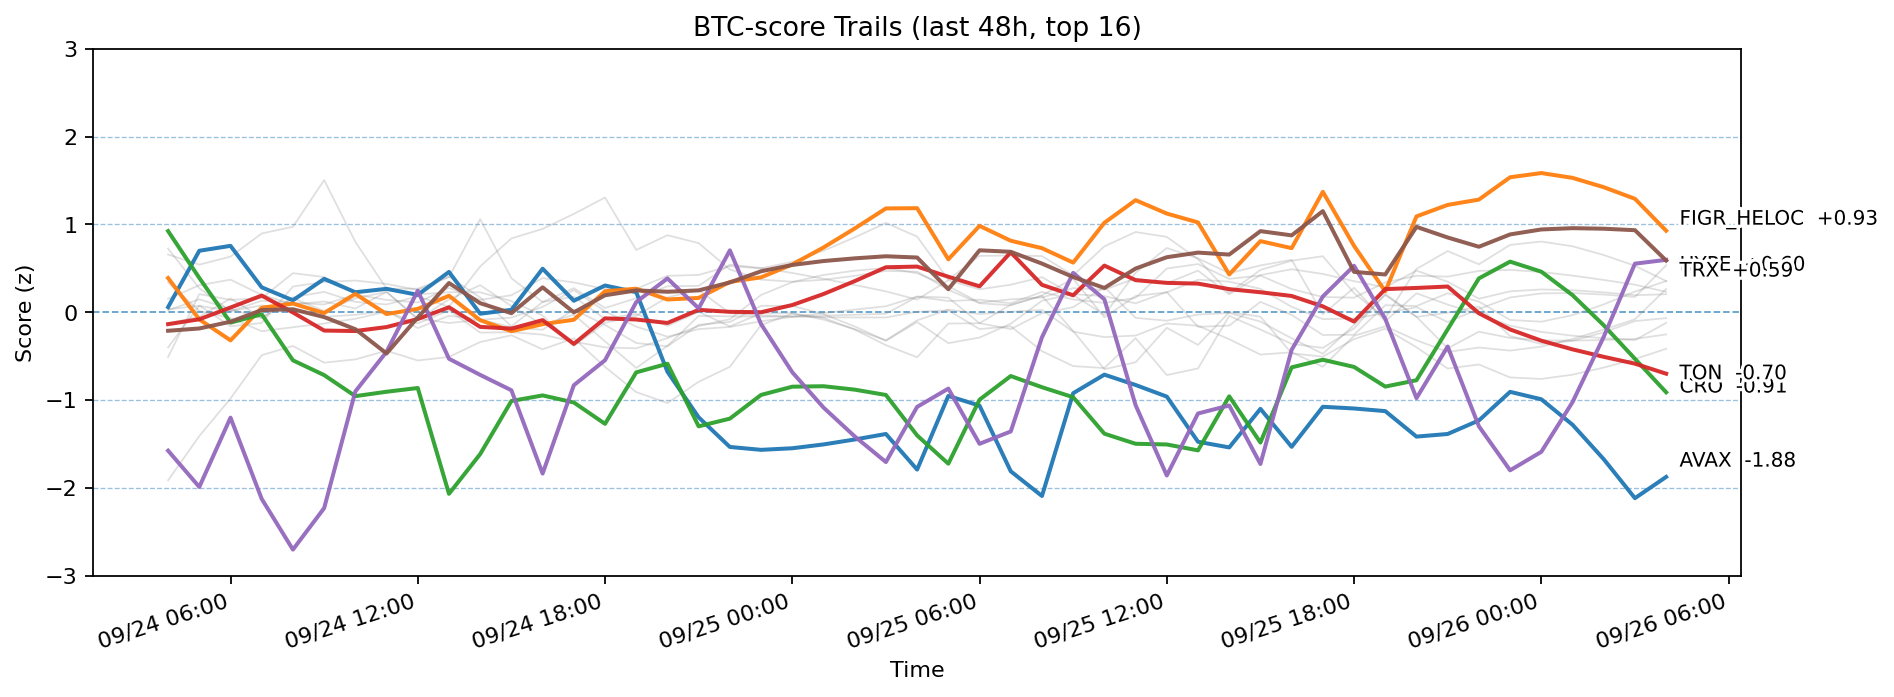 BTC-score Trails (last 48h, top 16)
3
2
1
0
−1
−2
−3
Score (z)
FIGR_HELOC +0.93
TRX +0.59
TON -0.70
CRO -0.91
AVAX -1.88
09/24 06:00
09/24 12:00
09/24 18:00
09/25 00:00
09/25 06:00
09/25 12:00
09/25 18:00
09/26 00:00
09/26 06:00
Time